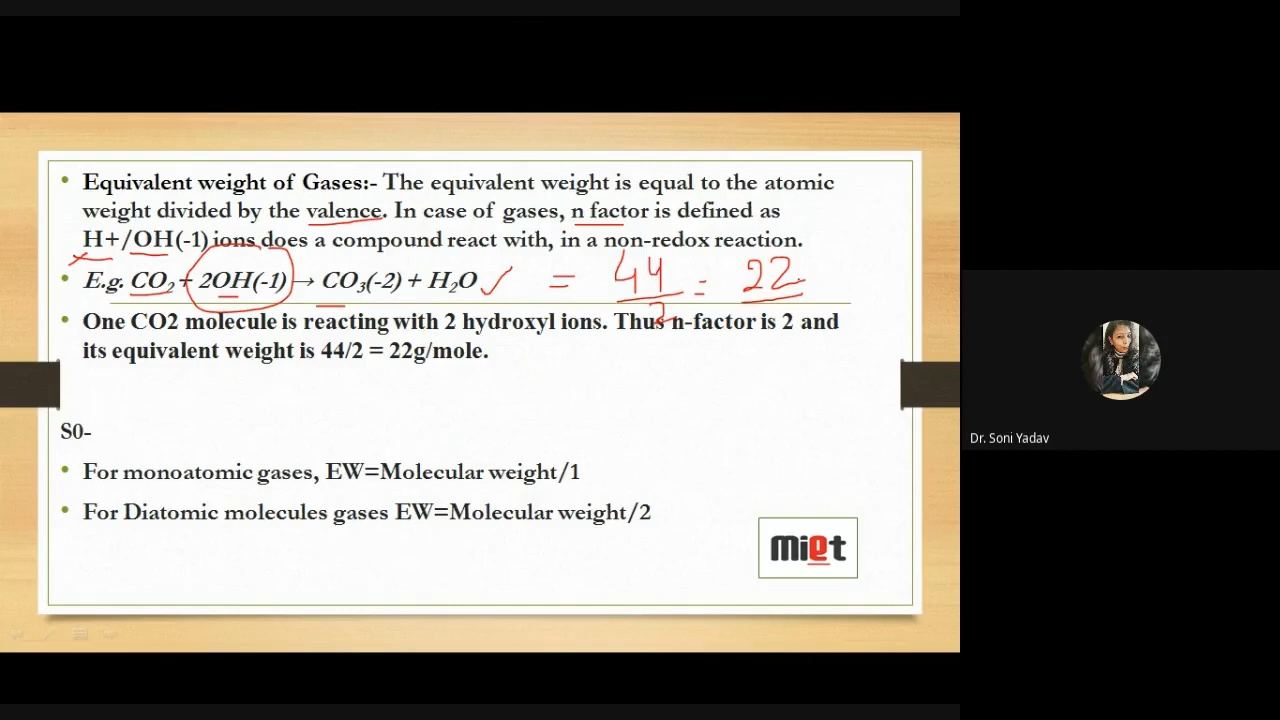 Equivalent weight of Gases:- The equivalent weight is equal to the atomic
weight divided by the valence. In case of gases, n factor is defined as
H+/OH(-1) ions does a compound react with, in a non-redox reaction.
E.g. CO₂ + 2OH(-1) → CO₃(-2) + H₂O ✓ = 44/2 = 22
One CO2 molecule is reacting with 2 hydroxyl ions. Thus n-factor is 2 and
its equivalent weight is 44/2 = 22g/mole.
S0-
For monoatomic gases, EW=Molecular weight/1
For Diatomic molecules gases EW=Molecular weight/2
miet
Dr. Soni Yadav